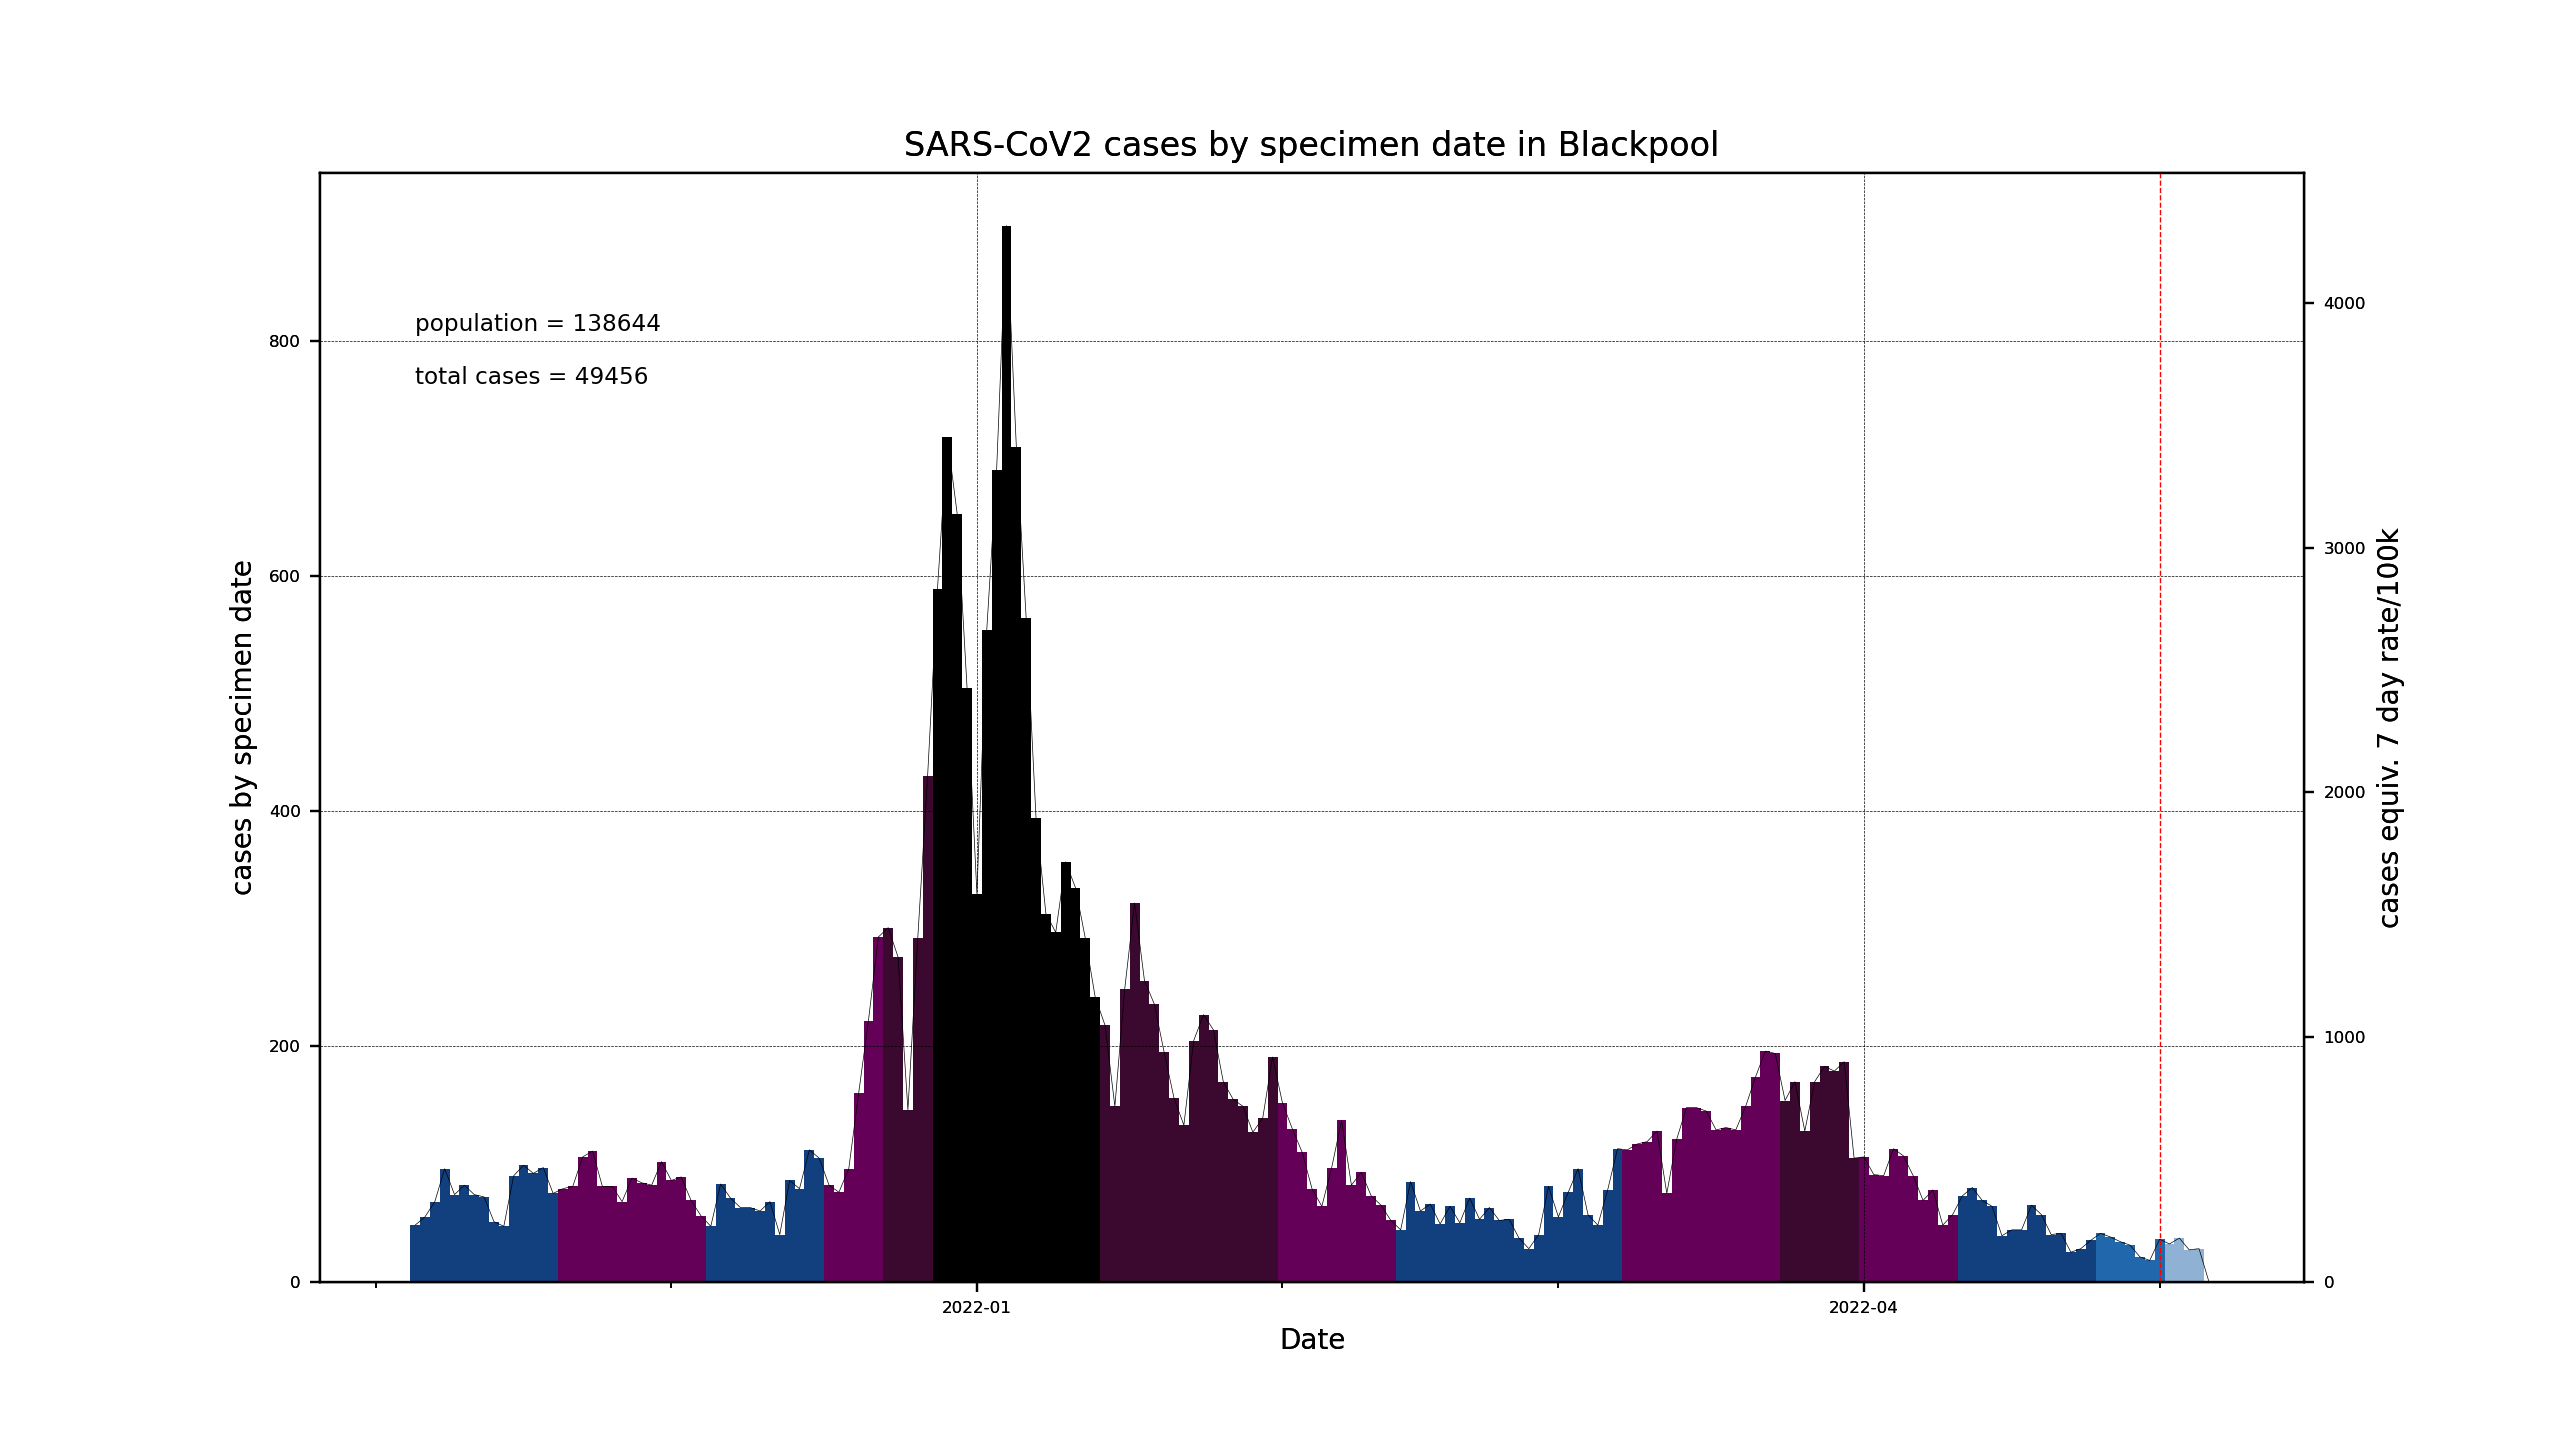 SARS-CoV2 cases by specimen date in Blackpool
population = 138644
total cases = 49456
cases by specimen date
800
600
400
200
0
4000
3000
2000
1000
0
cases equiv. 7 day rate/100k
2022-01
2022-04
Date